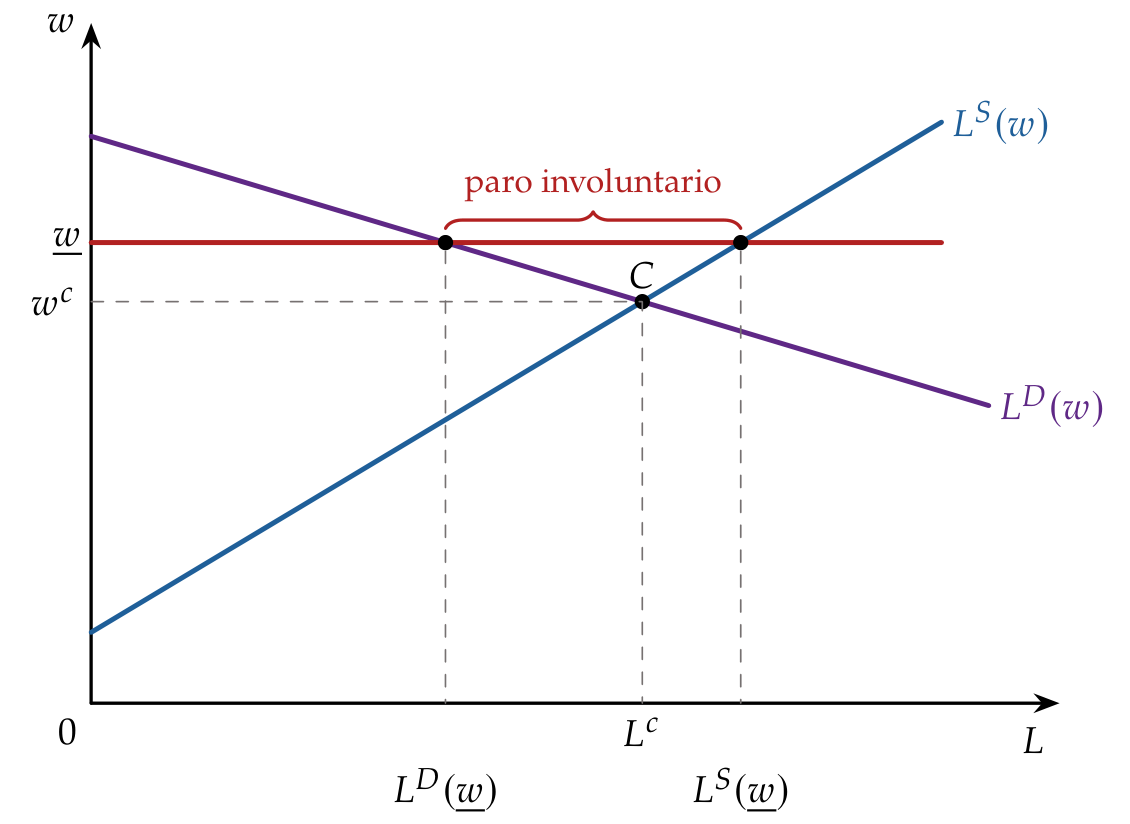 w
L^S(w)
paro involuntario
w̲
C
w^c
L^D(w)
0
L^c
L
L^D(w̲)
L^S(w̲)